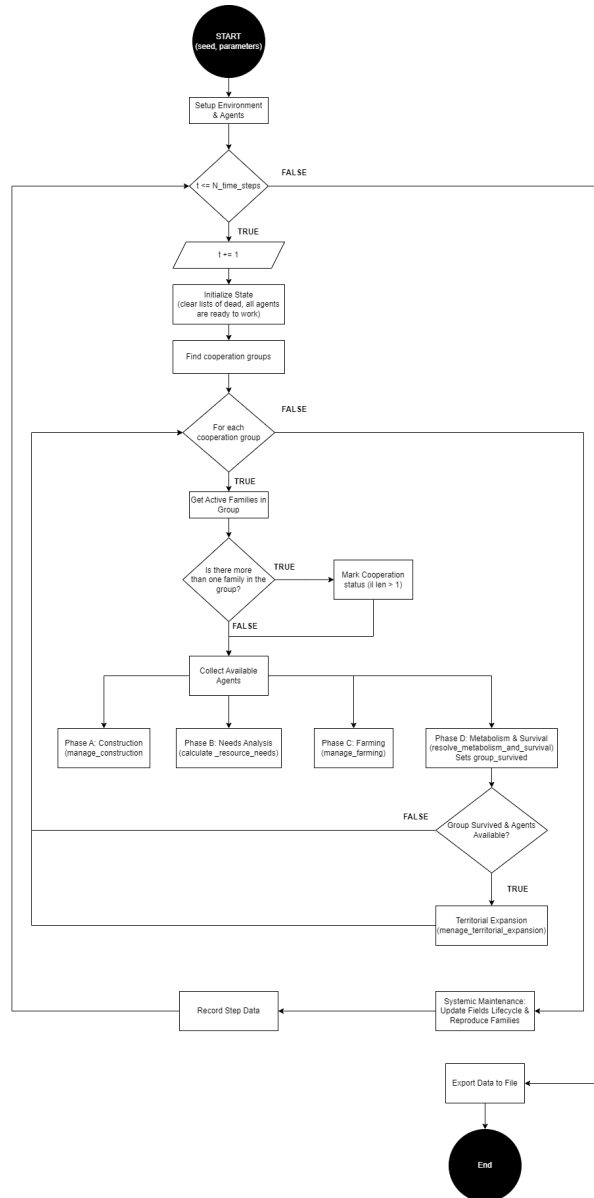 START
(seed, parameters)
Setup Environment
& Agents
t <= N_time_steps
FALSE
TRUE
t += 1
Initialize State
(clear lists of dead, all agents
are ready to work)
Find cooperation groups
For each
cooperation group
FALSE
TRUE
Get Active Families in
Group
Is there more
than one family in the
group?
TRUE
Mark Cooperation
status (il len > 1)
FALSE
Collect Available
Agents
Phase A: Construction
(manage_construction
Phase B: Needs Analysis
(calculate _resource_needs)
Phase C: Farming
(manage_farming)
Phase D: Metabolism & Survival
(resolve_metabolism_and_survival)
Sets group_survived
FALSE
Group Survived & Agents
Available?
TRUE
Territorial Expansion
(menage_territorial_expansion)
Record Step Data
Systemic Maintenance:
Update Fields Lifecycle &
Reproduce Families
Export Data to File
End